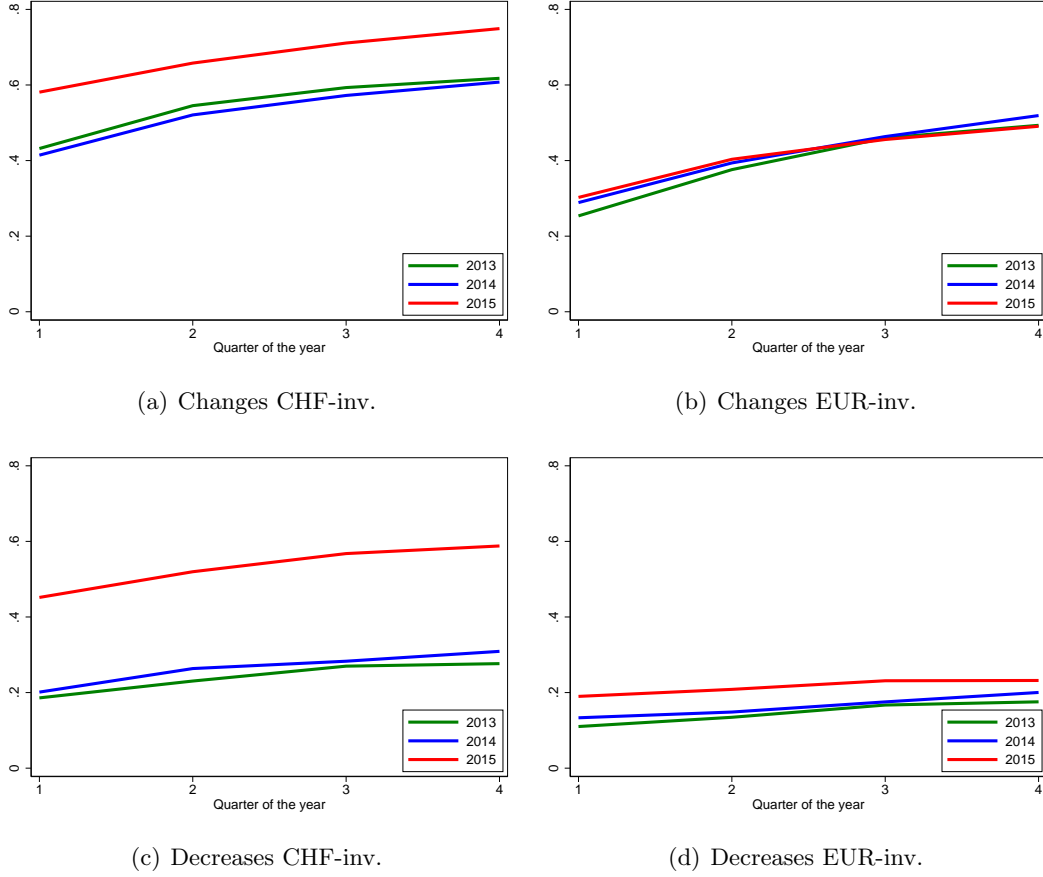 .8
.6
.4
.2
0
1 2 3 4
Quarter of the year
2013
2014
2015
(a) Changes CHF-inv.
.8
.6
.4
.2
0
1 2 3 4
Quarter of the year
2013
2014
2015
(b) Changes EUR-inv.
.8
.6
.4
.2
0
1 2 3 4
Quarter of the year
2013
2014
2015
(c) Decreases CHF-inv.
.8
.6
.4
.2
0
1 2 3 4
Quarter of the year
2013
2014
2015
(d) Decreases EUR-inv.